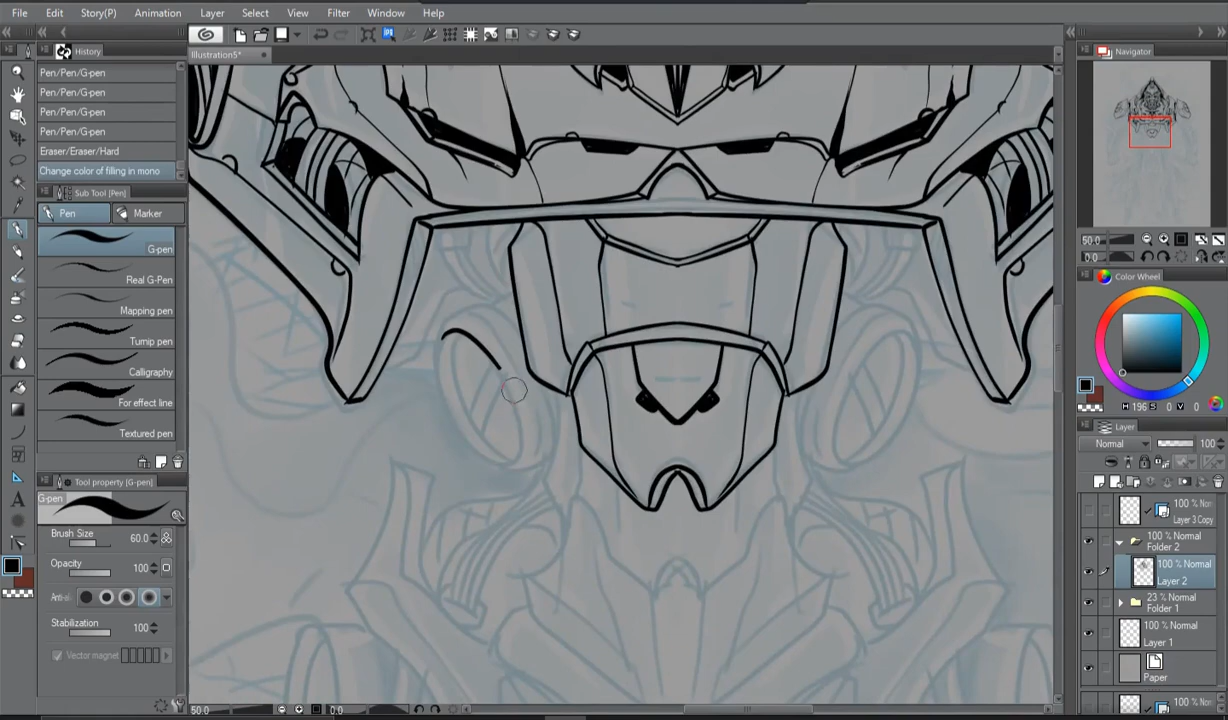 File Edit Story(P) Animation Layer Select View Filter Window Help
History
Pen/Pen/G-pen
Pen/Pen/G-pen
Pen/Pen/G-pen
Pen/Pen/G-pen
Eraser/Eraser/Hard
Change color of filling in mono
Sub Tool [Pen]
Pen Marker
G-pen
Real G-Pen
Mapping pen
Turnip pen
Calligraphy
For effect line
Textured pen
Tool property [G-pen]
G-pen
Brush Size 60.0
Opacity 100
Stabilization 100
Vector magnet
Illustration5*
50.0 0.0
Navigator
50.0
0.0
Color Wheel
H 196 S 0 V 0
Layer
Normal 100
100 % Normal
Layer 3 Copy
100 % Normal
Folder 2
100 % Normal
Layer 2
23 % Normal
Folder 1
100 % Normal
Layer 1
Paper